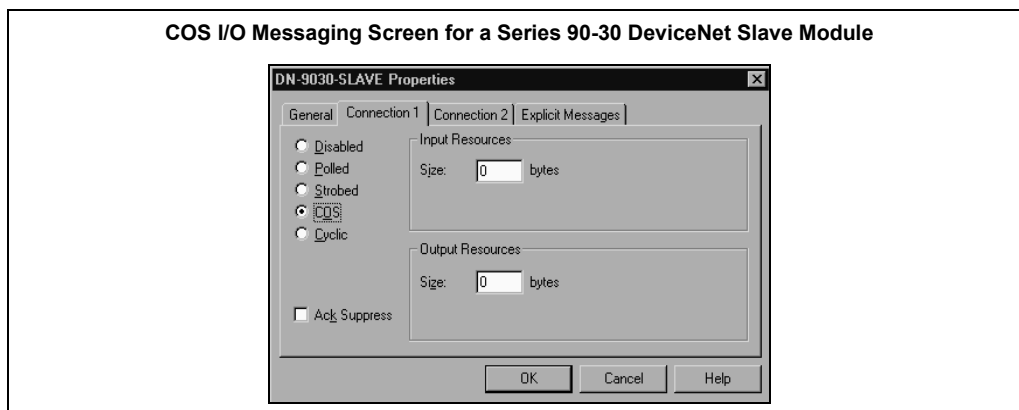 COS I/O Messaging Screen for a Series 90-30 DeviceNet Slave Module
DN-9030-SLAVE Properties
General Connection 1 Connection 2 Explicit Messages
Disabled
Polled
Strobed
COS
Cyclic
Ack Suppress
Input Resources
Size: 0 bytes
Output Resources
Size: 0 bytes
OK Cancel Help